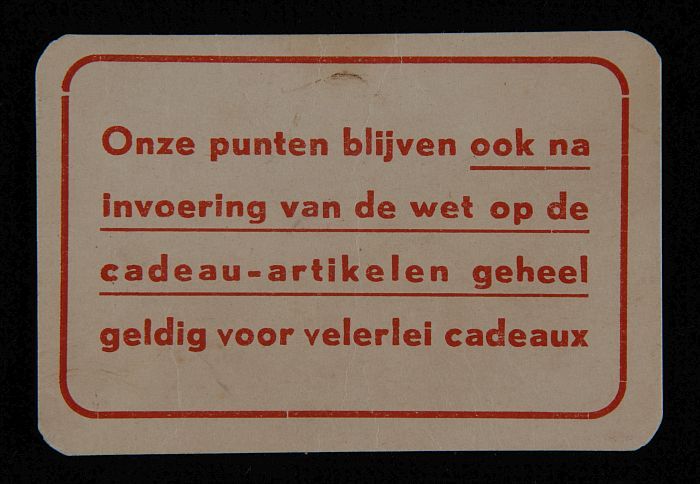 Onze punten blijven ook na
invoering van de wet op de
cadeau-artikelen geheel
geldig voor velerlei cadeaux